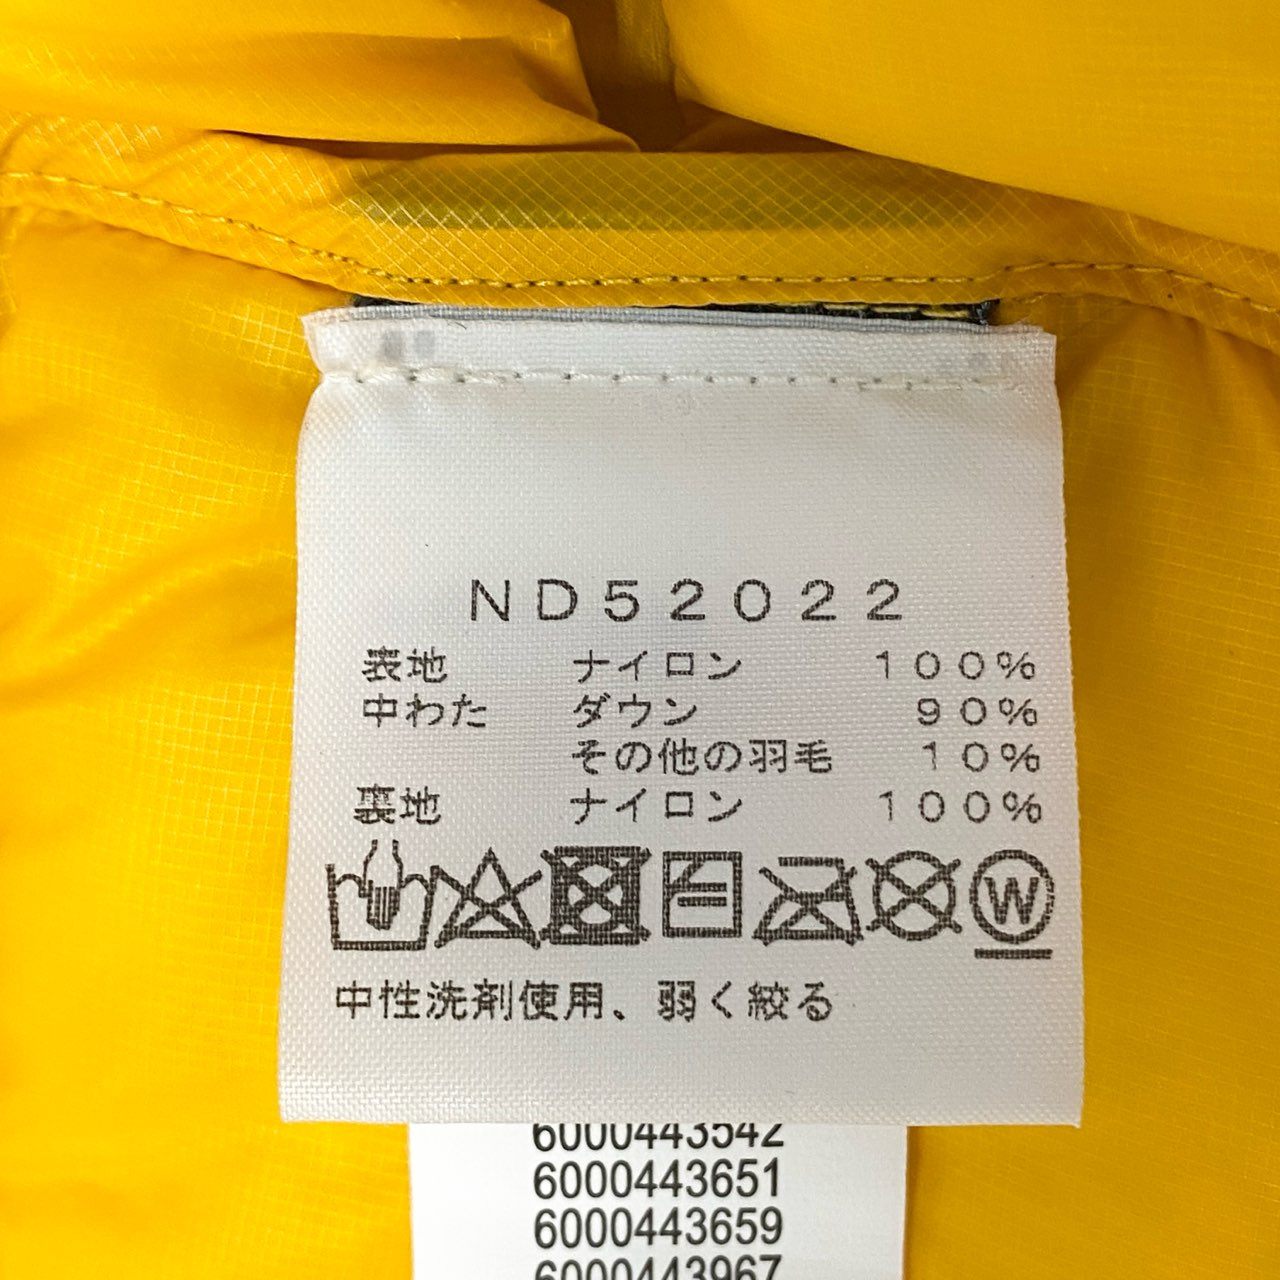 ND52022
表地 ナイロン 100%
中わた ダウン 90%
その他の羽毛 10%
裏地 ナイロン 100%
W
中性洗剤使用、弱く絞る
6000443542
6000443651
6000443659
6000443967